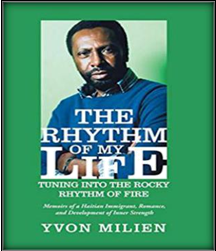 THE
RHYTHM
OF MY
LIFE
TUNING INTO THE ROCKY
RHYTHM OF FIRE
Memoirs of a Haitian Immigrant, Romance,
and Development of Inner Strength
YVON MILIEN